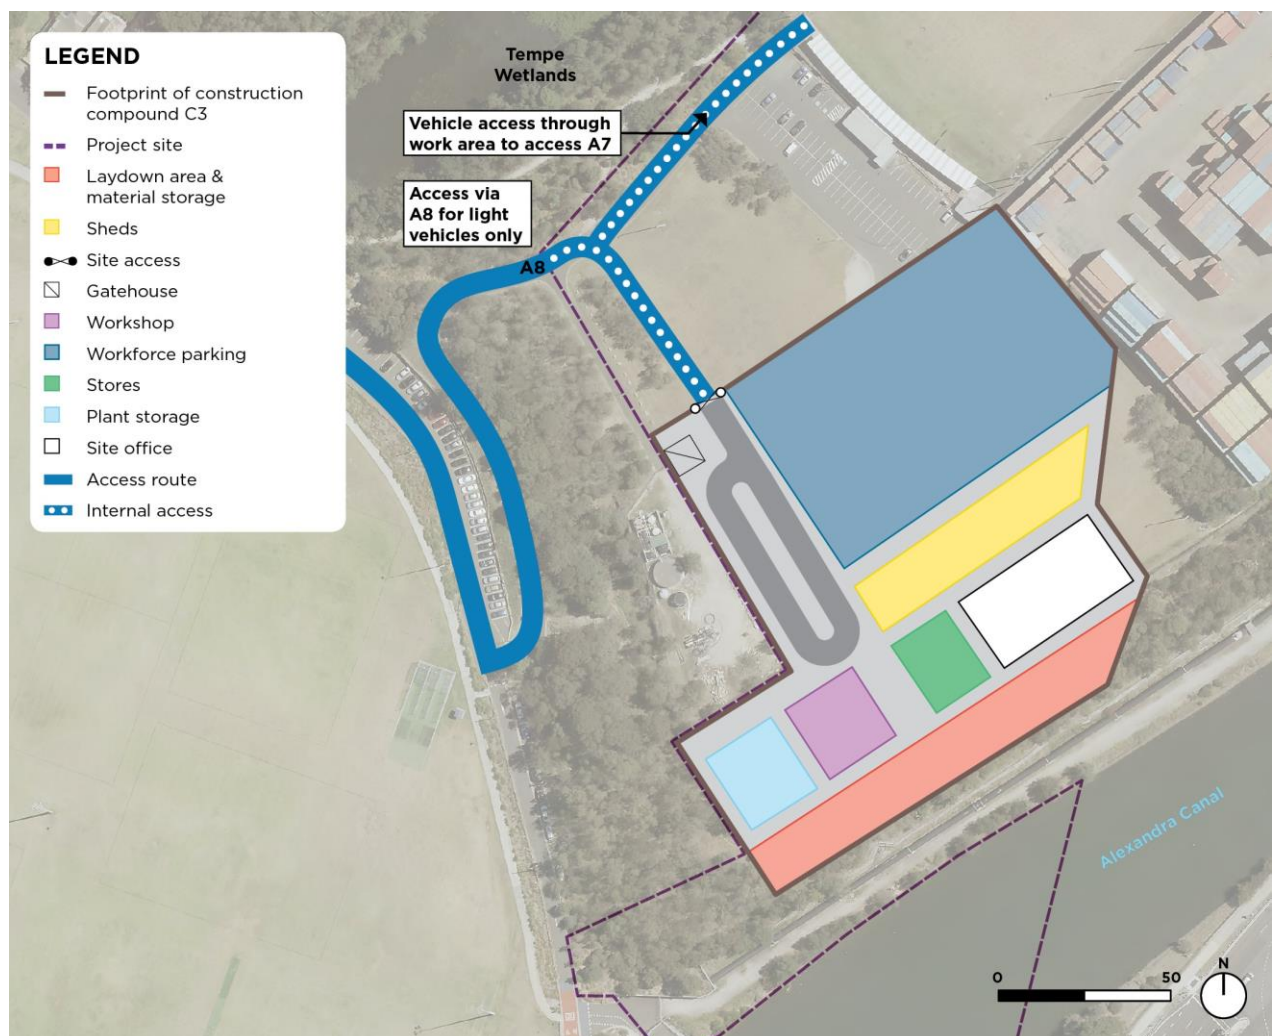 LEGEND
Footprint of construction
compound C3
Project site
Laydown area &
material storage
Sheds
Site access
Gatehouse
Workshop
Workforce parking
Stores
Plant storage
Site office
Access route
Internal access
Tempe
Wetlands
Vehicle access through
work area to access A7
Access via
A8 for light
vehicles only
A8
Alexandra Canal
0
50
N